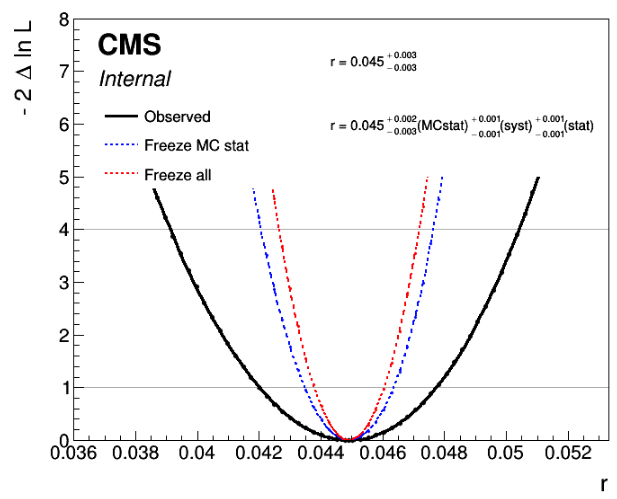 - 2 Δ ln L
8
7
6
5
4
3
2
1
0
CMS
Internal
r = 0.045 +0.003 −0.003
r = 0.045 +0.002 −0.003 (MCstat) +0.001 −0.001 (syst) +0.001 −0.001 (stat)
Observed
Freeze MC stat
Freeze all
0.036 0.038 0.04 0.042 0.044 0.046 0.048 0.05 0.052
r